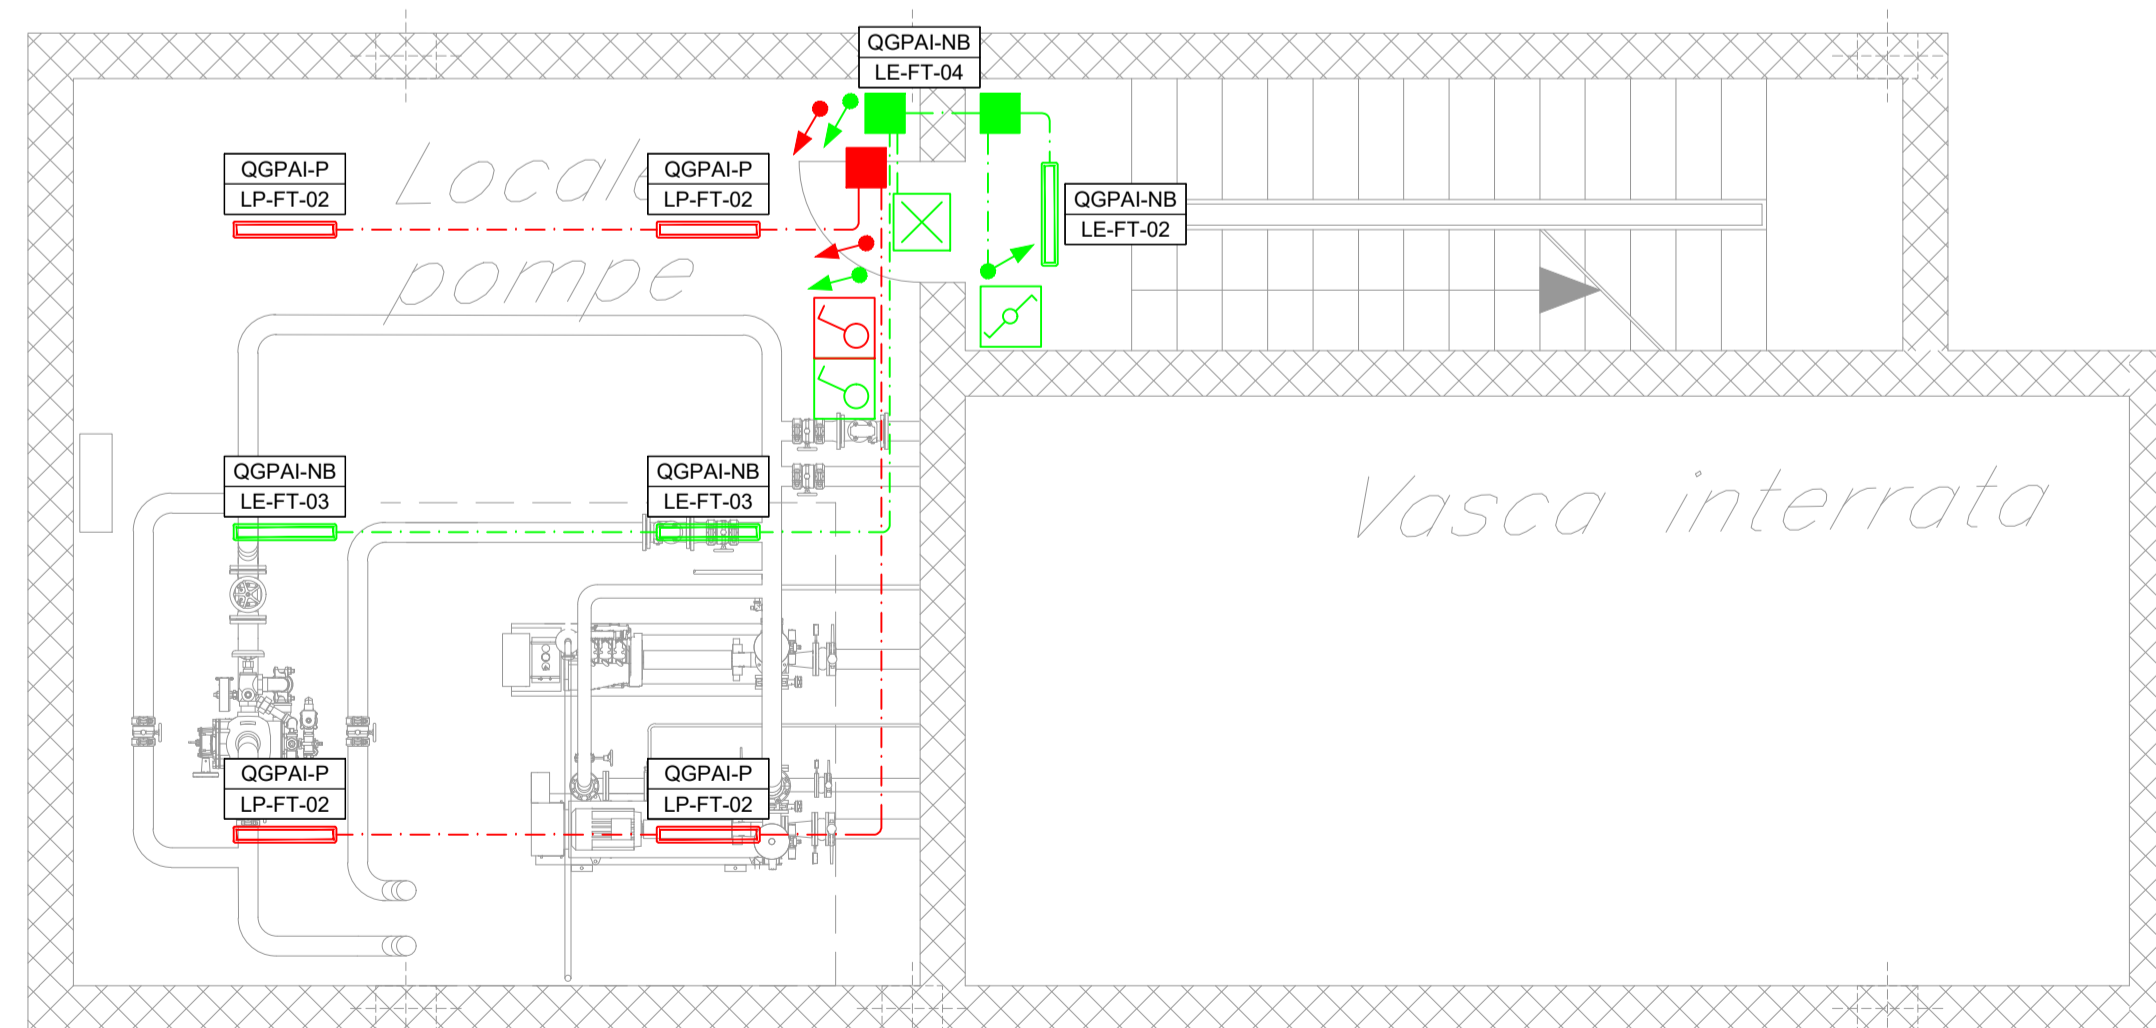 QGPAI-NB
LE-FT-04
QGPAI-P
LP-FT-02
Locale
QGPAI-P
LP-FT-02
QGPAI-NB
LE-FT-02
pompe
QGPAI-NB
LE-FT-03
QGPAI-NB
LE-FT-03
Vasca interrata
QGPAI-P
LP-FT-02
QGPAI-P
LP-FT-02